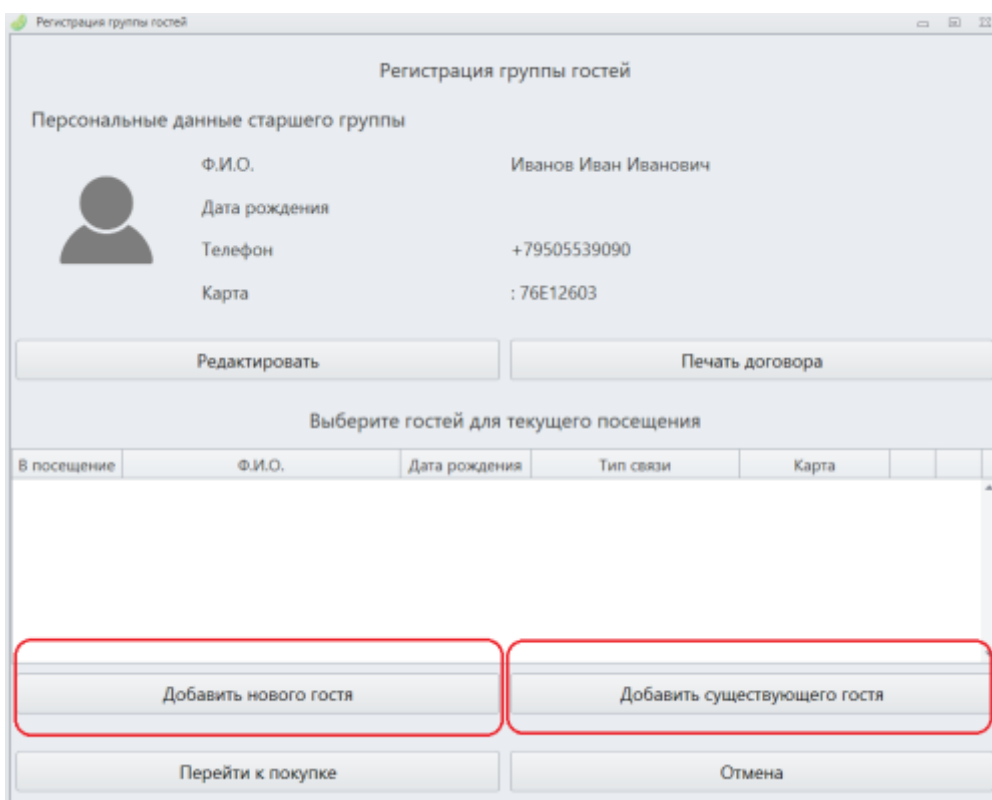 Регистрация группы гостей
Регистрация группы гостей
Персональные данные старшего группы
Ф.И.О. Иванов Иван Иванович
Дата рождения
Телефон +79505539090
Карта : 76E12603
Редактировать Печать договора
Выберите гостей для текущего посещения
В посещение Ф.И.О. Дата рождения Тип связи Карта
Добавить нового гостя Добавить существующего гостя
Перейти к покупке Отмена